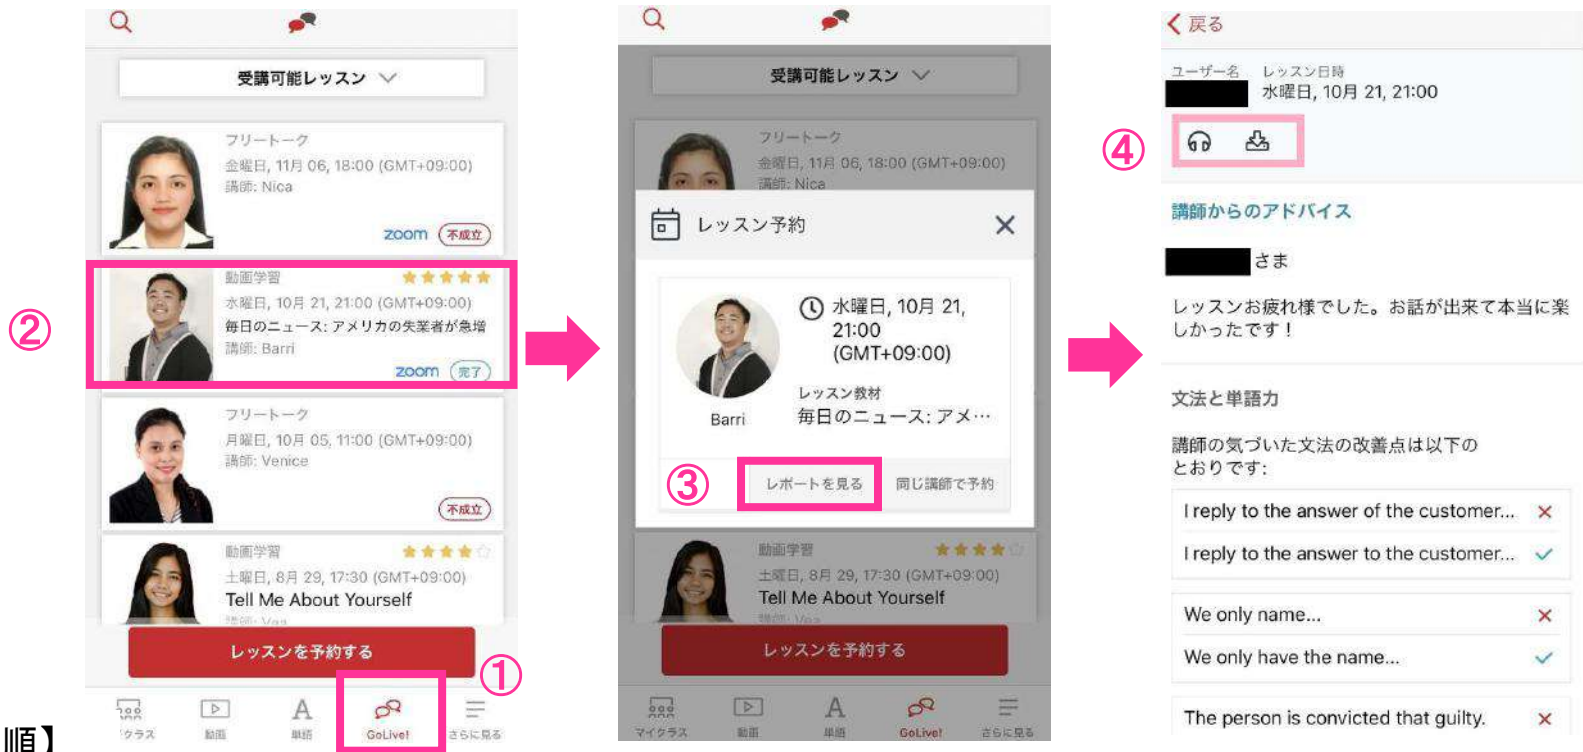 受講可能レッスン
フリートーク
金曜日, 11月 06, 18:00 (GMT+09:00)
講師: Nica
zoom 不成立
②
動画学習
水曜日, 10月 21, 21:00 (GMT+09:00)
毎日のニュース: アメリカの失業者が急増
講師: Barri
zoom 完了
フリートーク
月曜日, 10月 05, 11:00 (GMT+09:00)
講師: Venice
不成立
動画学習
土曜日, 8月 29, 17:30 (GMT+09:00)
Tell Me About Yourself
講師: Vea
レッスンを予約する
①
イクラス 動画 単語 GoLive! さらに見る
順】
受講可能レッスン
フリートーク
金曜日, 11月 06, 18:00 (GMT+09:00)
講師: Nica
レッスン予約
水曜日, 10月 21,
21:00
(GMT+09:00)
レッスン教材
毎日のニュース: アメ…
Barri
③
レポートを見る 同じ講師で予約
動画学習
土曜日, 8月 29, 17:30 (GMT+09:00)
Tell Me About Yourself
講師: Vea
レッスンを予約する
マイクラス 動画 単語 GoLive! さらに見る
戻る
ユーザー名 レッスン日時
水曜日, 10月 21, 21:00
④
講師からのアドバイス
さま
レッスンお疲れ様でした。お話が出来て本当に楽
しかったです！
文法と単語力
講師の気づいた文法の改善点は以下の
とおりです:
I reply to the answer of the customer...
I reply to the answer to the customer...
We only name...
We only have the name...
The person is convicted that guilty.